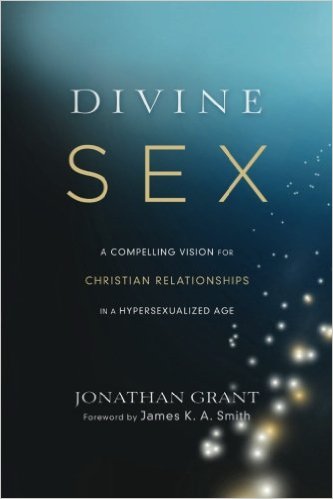 DIVINE
SEX
A COMPELLING VISION FOR
CHRISTIAN RELATIONSHIPS
IN A HYPERSEXUALIZED AGE
JONATHAN GRANT
Foreword by James K. A. Smith